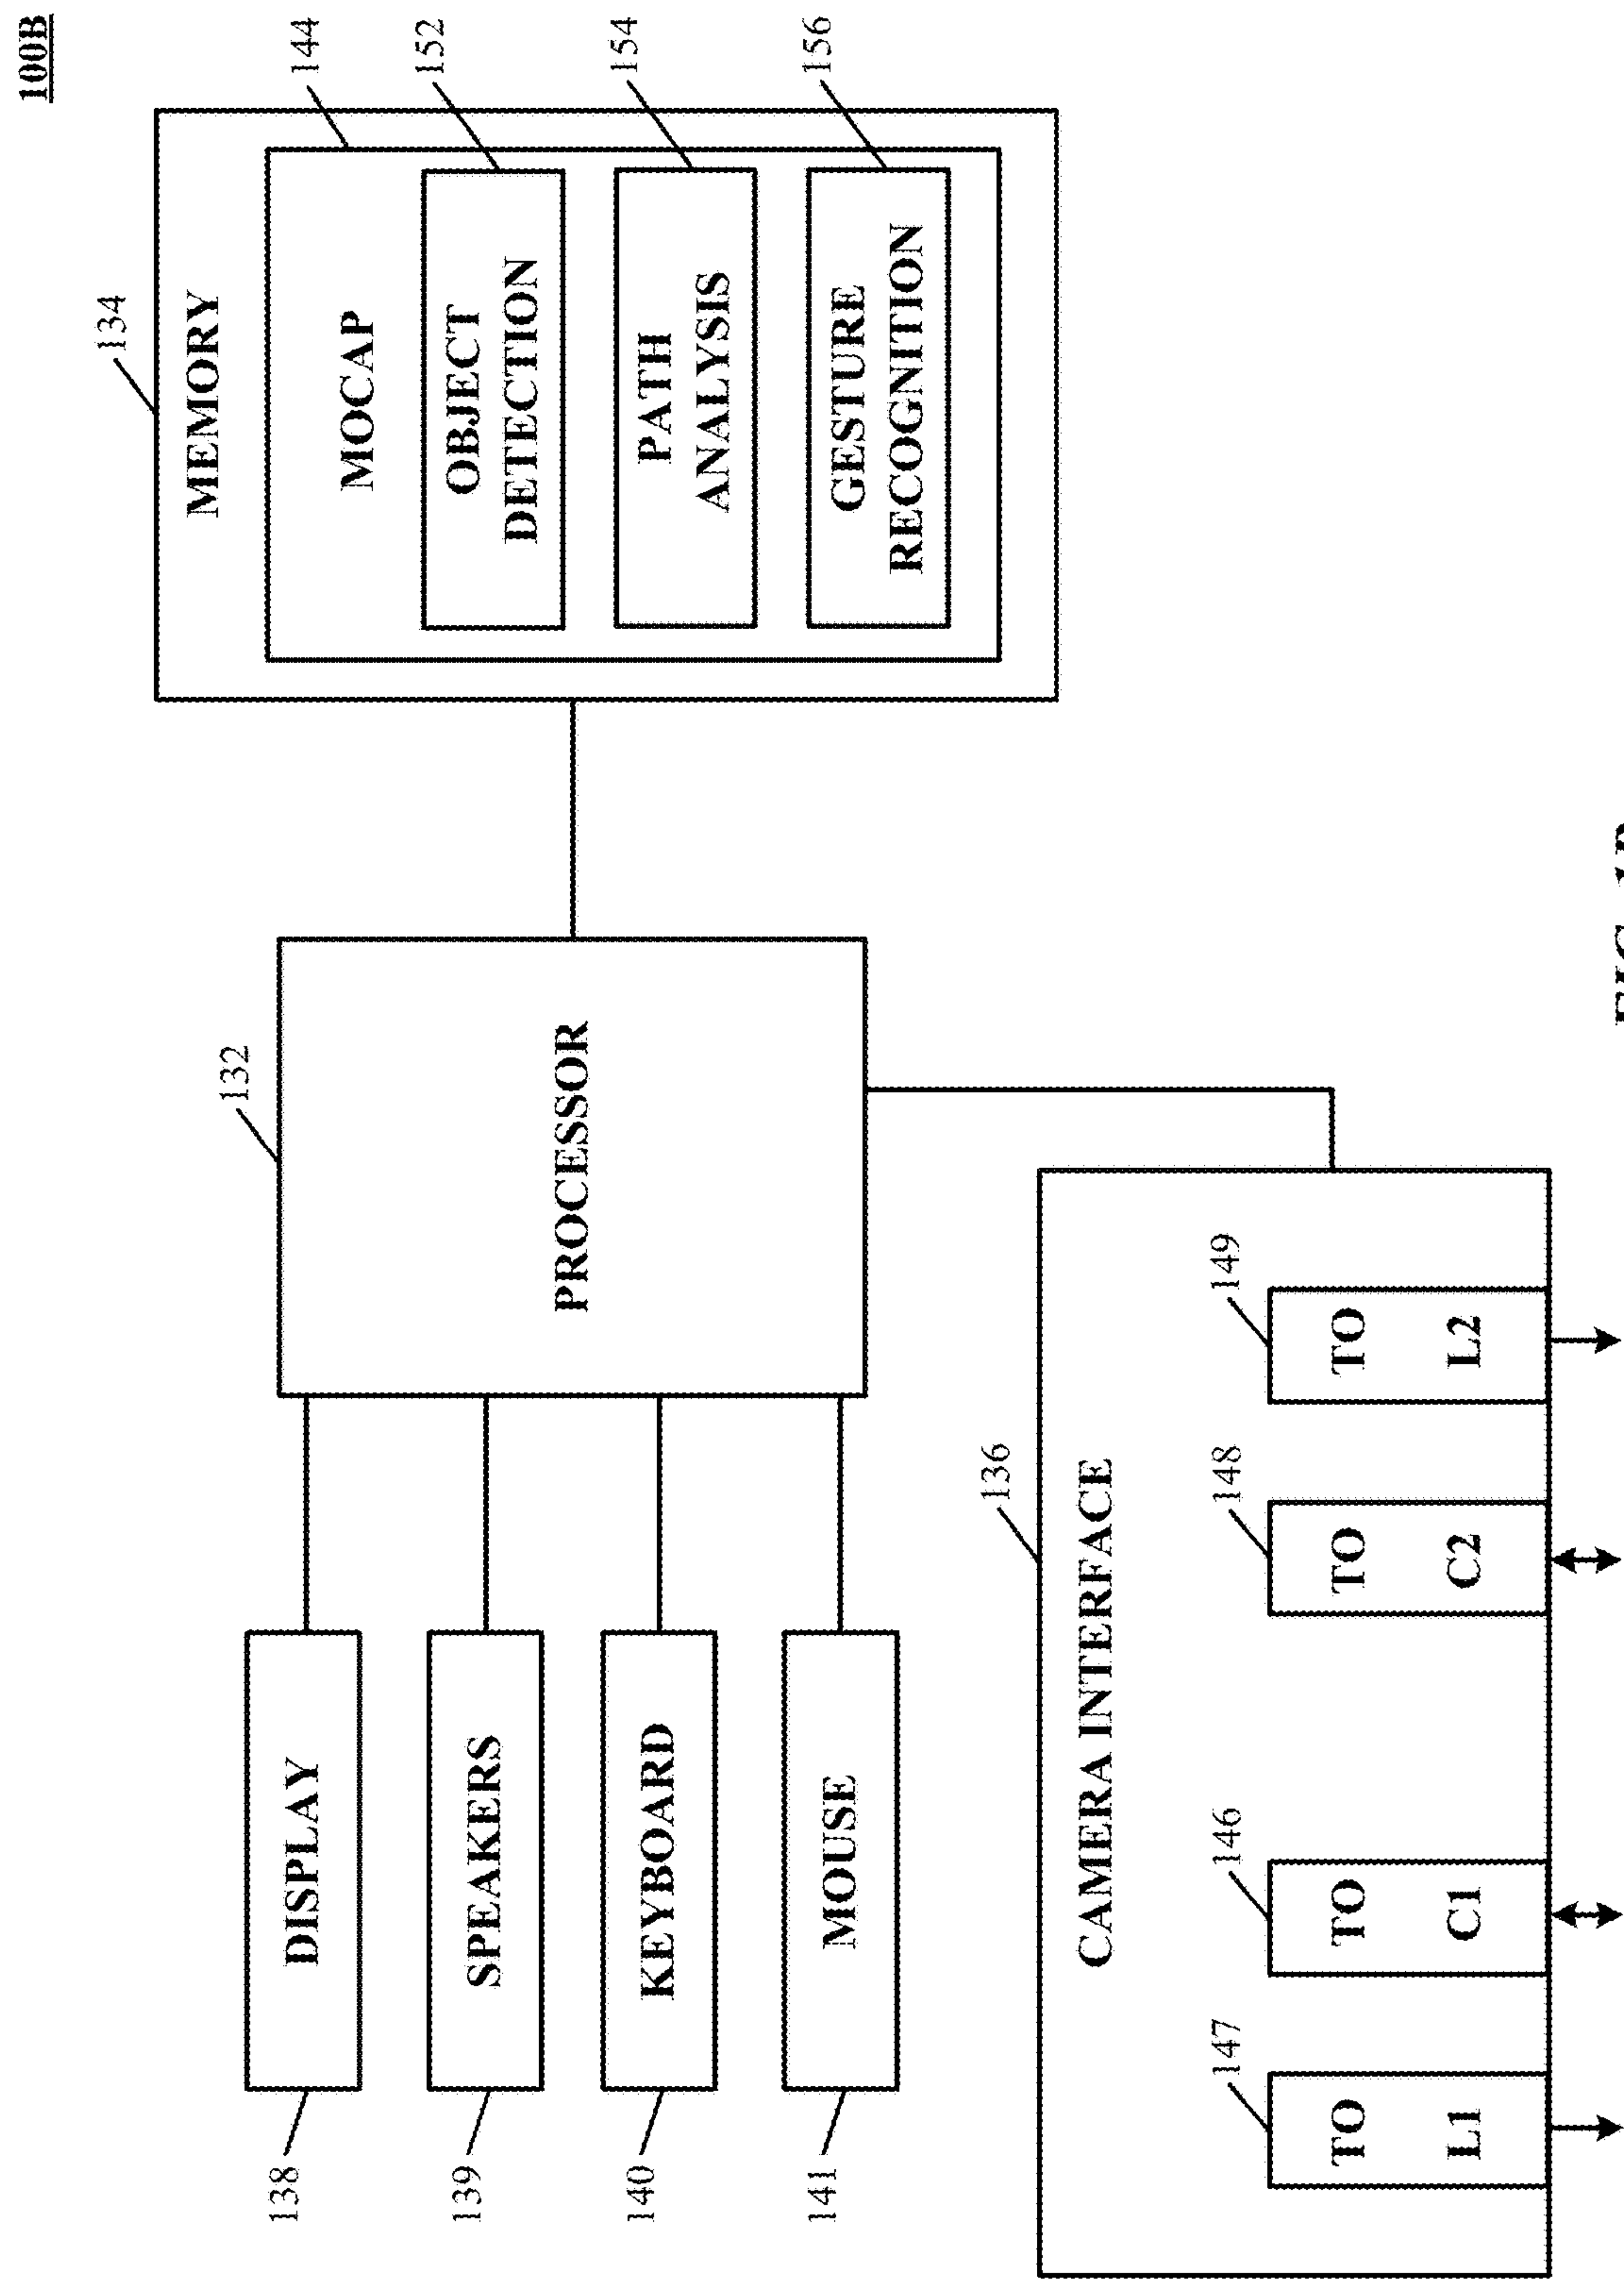 100B
134
MEMORY
144
MOCAP
152
OBJECT
DETECTION
154
PATH
ANALYSIS
156
GESTURE
RECOGNITION
132
PROCESSOR
138
DISPLAY
139
SPEAKERS
140
KEYBOARD
141
MOUSE
136
CAMERA INTERFACE
147
TO
L1
146
TO
C1
148
TO
C2
149
TO
L2